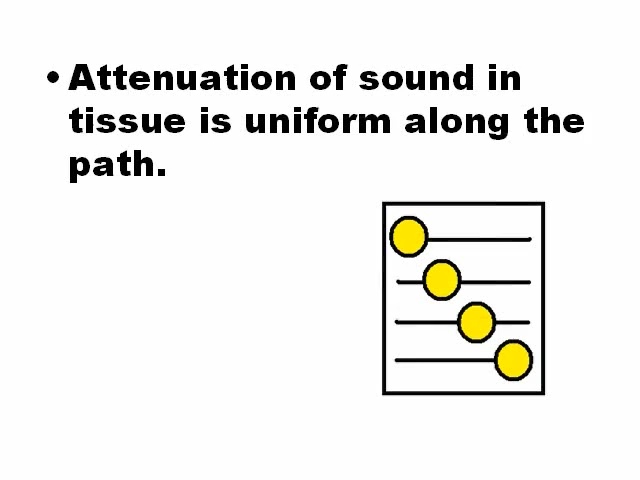 • Attenuation of sound in
tissue is uniform along the
path.